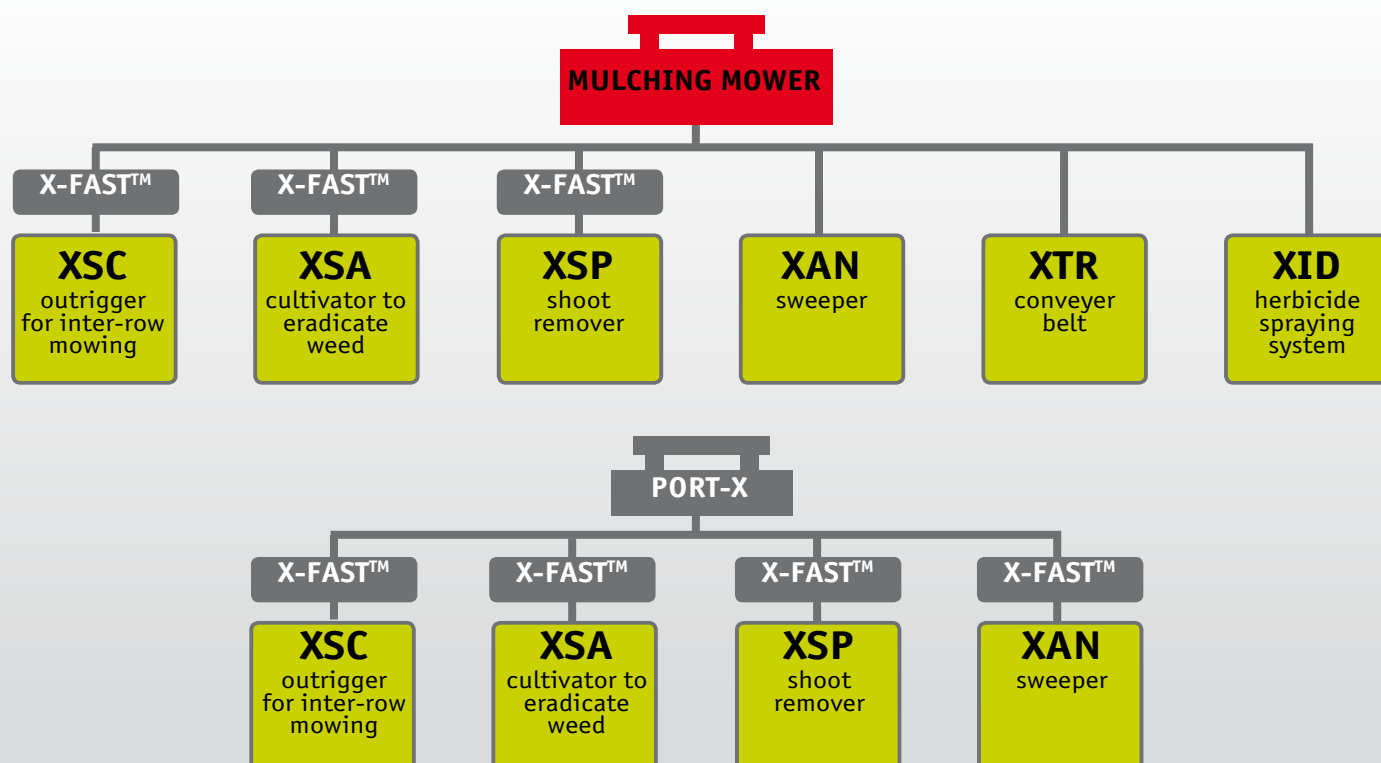 MULCHING MOWER
X-FAST™
X-FAST™
X-FAST™
XSC
outrigger
for inter-row
mowing
XSA
cultivator to
eradicate
weed
XSP
shoot
remover
XAN
sweeper
XTR
conveyer
belt
XID
herbicide
spraying
system
PORT-X
X-FAST™
X-FAST™
X-FAST™
X-FAST™
XSC
outrigger
for inter-row
mowing
XSA
cultivator to
eradicate
weed
XSP
shoot
remover
XAN
sweeper